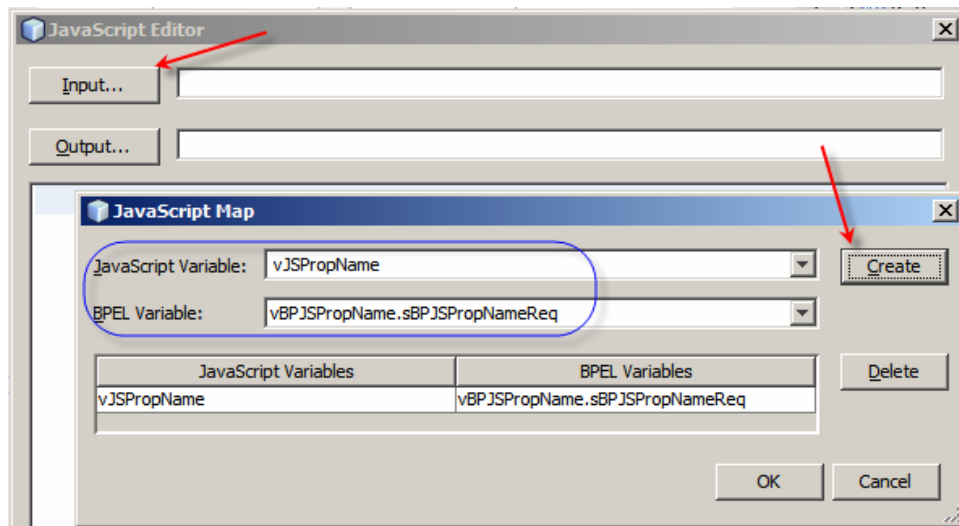 JavaScript Editor
Input...
Output...
JavaScript Map
JavaScript Variable: vJSPropName Create
BPEL Variable: vBPJSPropName.sBPJSPropNameReq
JavaScript Variables BPEL Variables Delete
vJSPropName vBPJSPropName.sBPJSPropNameReq
OK Cancel